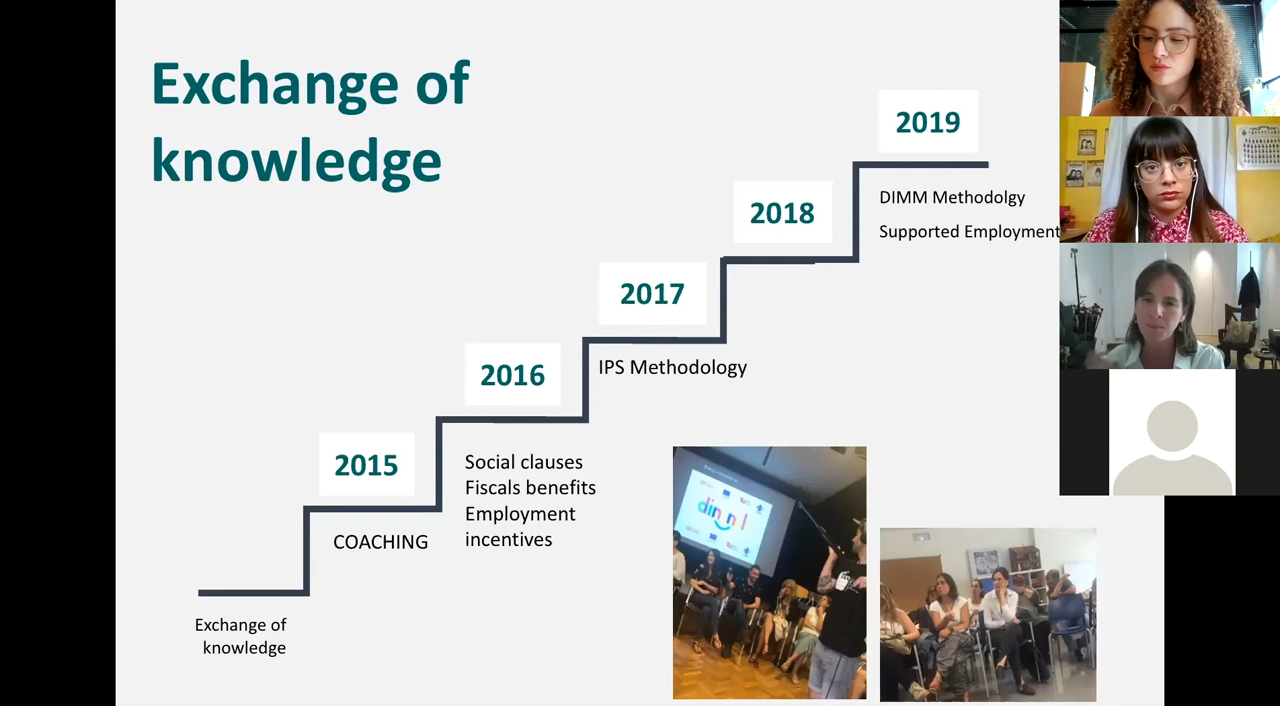 Exchange of
knowledge
2019
DIMM Methodolgy
Supported Employment
2018
2017
IPS Methodology
2016
Social clauses
Fiscals benefits
Employment
incentives
2015
COACHING
Exchange of
knowledge